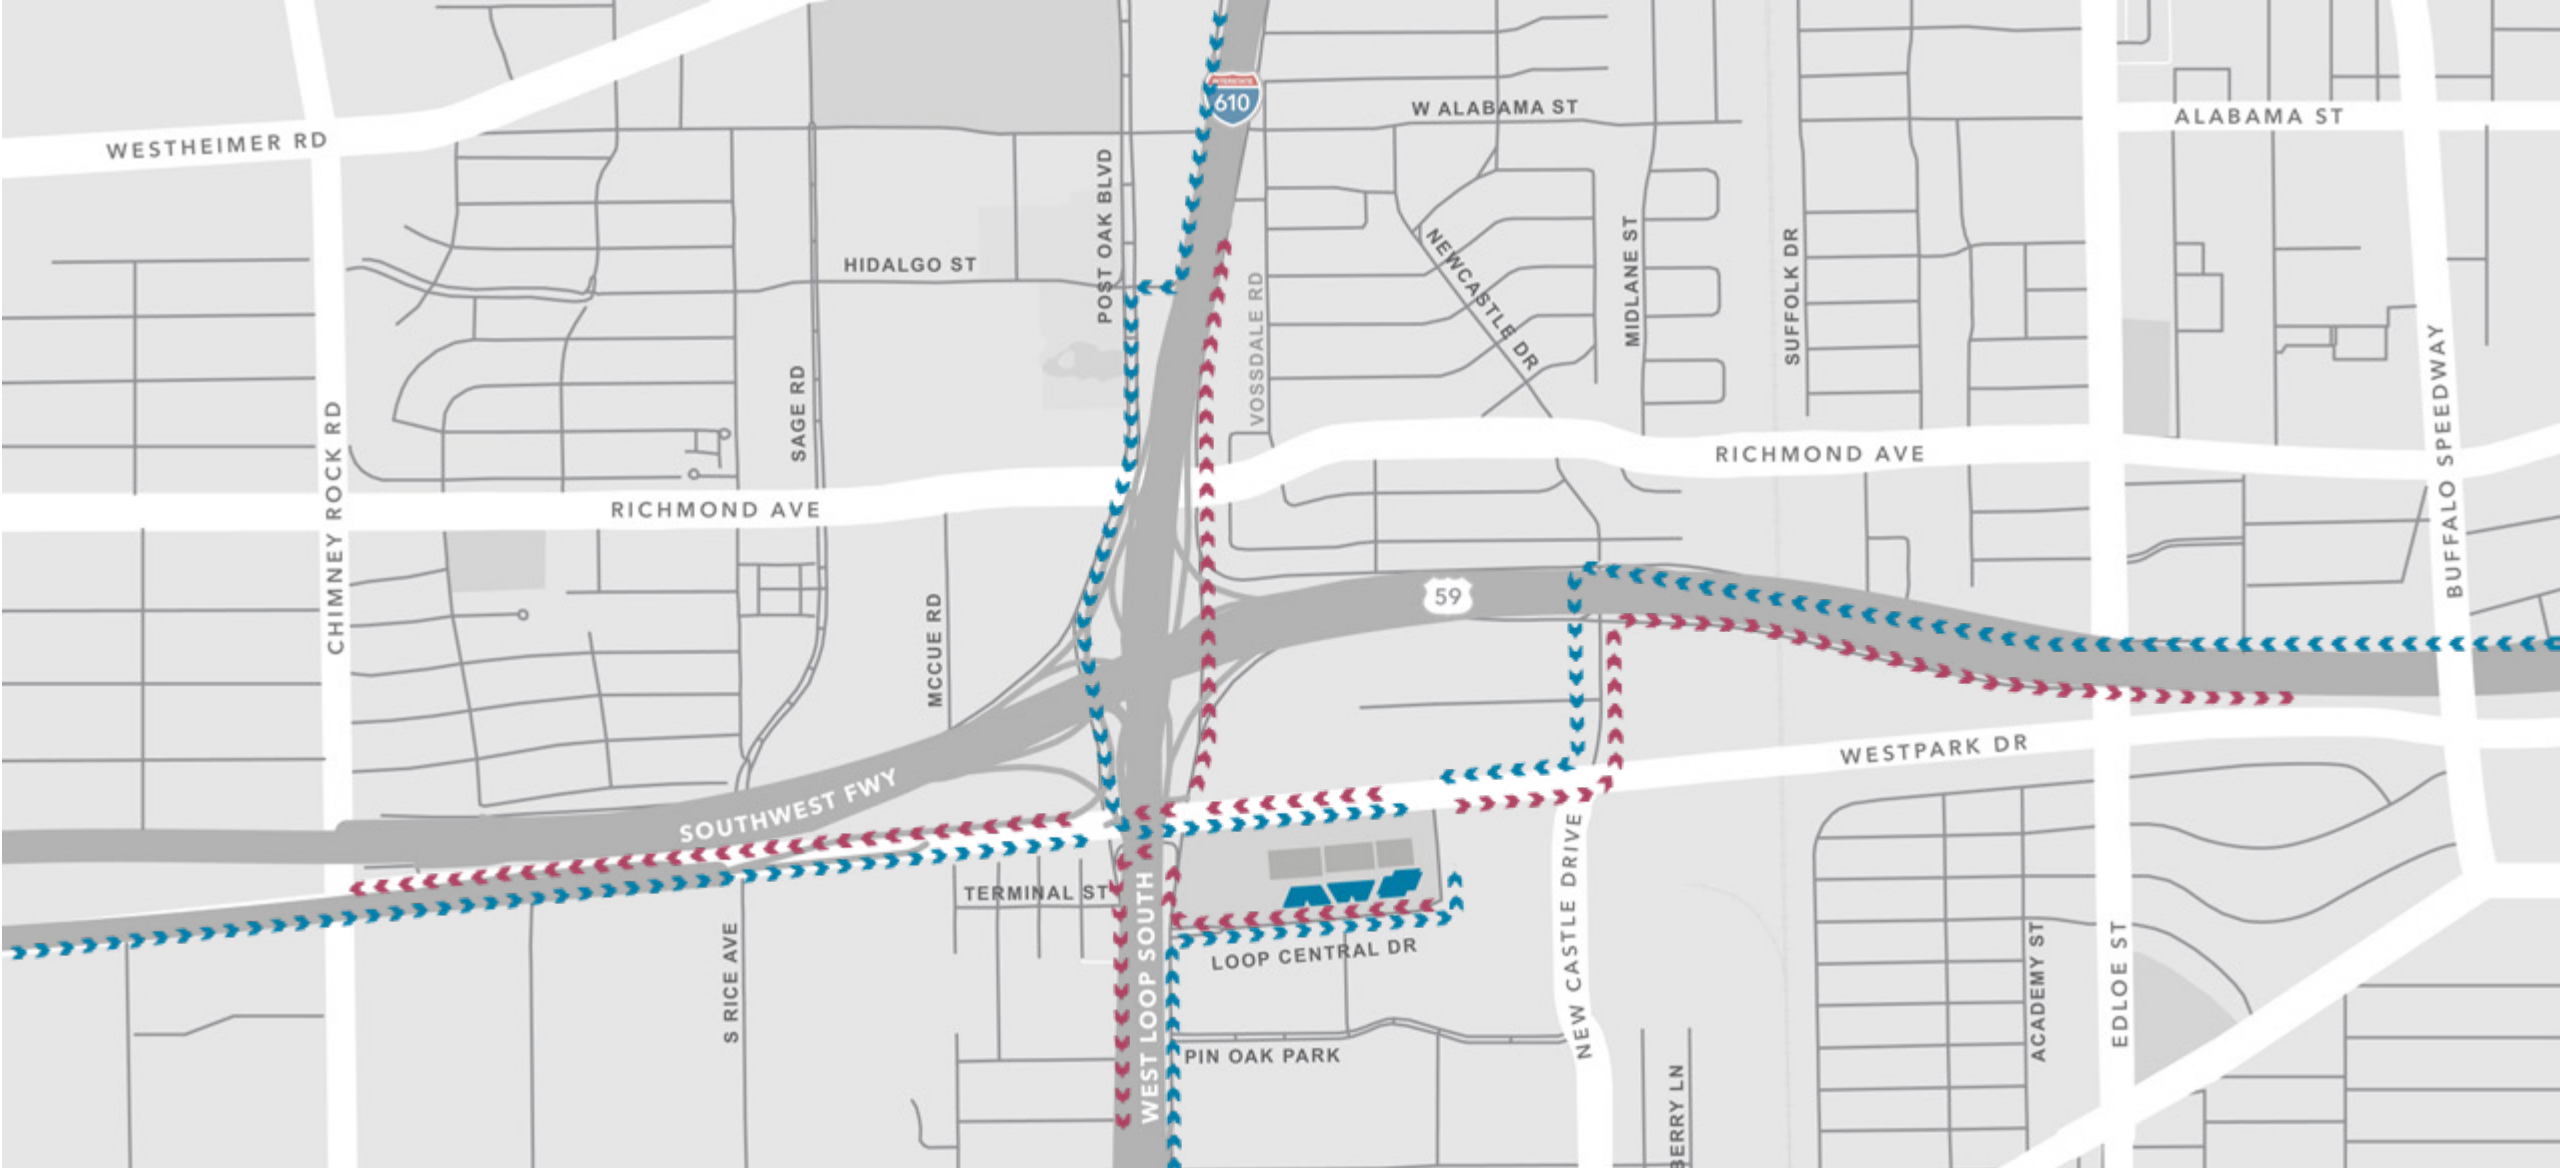 INTERSTATE
610
W ALABAMA ST
ALABAMA ST
WESTHEIMER RD
POST OAK BLVD
HIDALGO ST
NEWCASTLE DR
MIDLANE ST
SUFFOLK DR
VOSSDALE RD
SAGE RD
CHIMNEY ROCK RD
BUFFALO SPEEDWAY
RICHMOND AVE
RICHMOND AVE
MCCUE RD
59
WESTPARK DR
SOUTHWEST FWY
TERMINAL ST
WEST LOOP SOUTH
LOOP CENTRAL DR
NEW CASTLE DRIVE
S RICE AVE
ACADEMY ST
EDLOE ST
PIN OAK PARK
BERRY LN